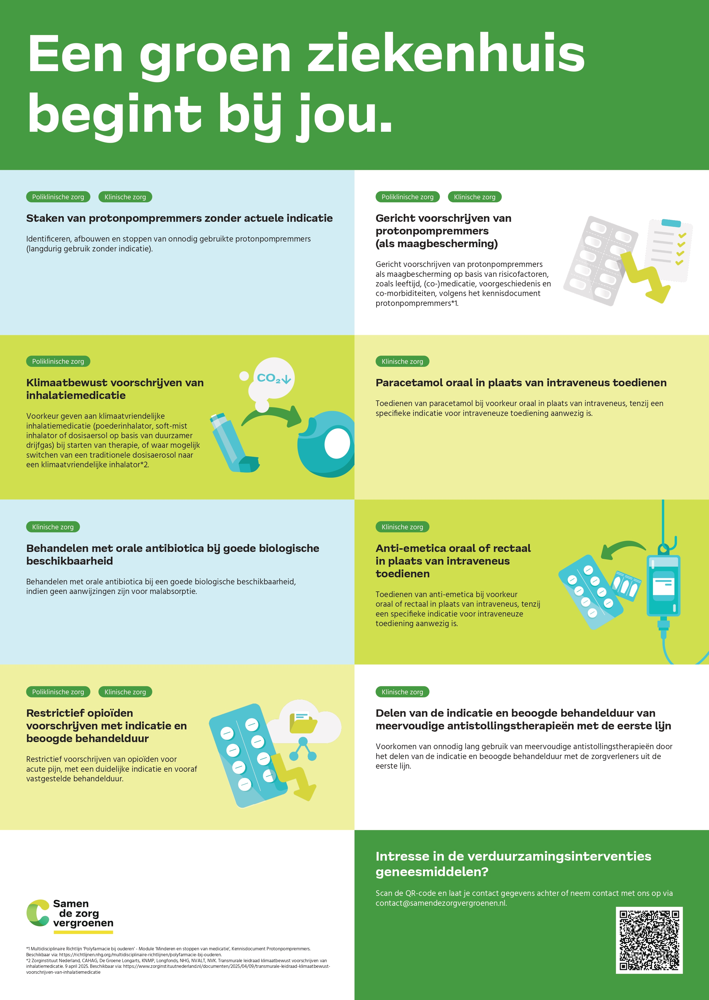 Een groen ziekenhuis
begint bij jou.
Poliklinische zorg
Klinische zorg
Staken van protonpompremmers zonder actuele indicatie
Identificeren, afbouwen en stoppen van onnodig gebruikte protonpompremmers
(langdurig gebruik zonder indicatie).
Poliklinische zorg
Klinische zorg
Gericht voorschrijven van
protonpompremmers
(als maagbescherming)
Gericht voorschrijven van protonpompremmers
als maagbescherming op basis van risicofactoren,
zoals leeftijd, (co-)medicatie, voorgeschiedenis en
co-morbiditeiten, volgens het kennisdocument
protonpompremmers*1.
Poliklinische zorg
Klimaatbewust voorschrijven van
inhalatiemedicatie
Voorkeur geven aan klimaatvriendelijke
inhalatiemedicatie (poederinhalator, soft-mist
inhalator of dosisaersol op basis van duurzamer
drijfgas) bij starten van therapie, of waar mogelijk
switchen van een traditionele dosisaerosol naar
een klimaatvriendelijke inhalator*2.
CO₂↓
Klinische zorg
Paracetamol oraal in plaats van intraveneus toedienen
Toedienen van paracetamol bij voorkeur oraal in plaats van intraveneus, tenzij een
specifieke indicatie voor intraveneuze toediening aanwezig is.
Klinische zorg
Behandelen met orale antibiotica bij goede biologische
beschikbaarheid
Behandelen met orale antibiotica bij een goede biologische beschikbaarheid,
indien geen aanwijzingen zijn voor malabsorptie.
Klinische zorg
Anti-emetica oraal of rectaal
in plaats van intraveneus
toedienen
Toedienen van anti-emetica bij voorkeur
oraal of rectaal in plaats van intraveneus, tenzij
een specifieke indicatie voor intraveneuze
toediening aanwezig is.
Poliklinische zorg
Klinische zorg
Restrictief opioïden
voorschrijven met indicatie en
beoogde behandelduur
Restrictief voorschrijven van opioïden voor
acute pijn, met een duidelijke indicatie en vooraf
vastgestelde behandelduur.
Klinische zorg
Delen van de indicatie en beoogde behandelduur van
meervoudige antistollingstherapieën met de eerste lijn
Voorkomen van onnodig lang gebruik van meervoudige antistollingstherapieën door
het delen van de indicatie en beoogde behandelduur met de zorgverleners uit de
eerste lijn.
Samen
de zorg
vergroenen
*1 Multidisciplinaire Richtlijn ‘Polyfarmacie bij ouderen’ - Module ‘Minderen en stoppen van medicatie’, Kennisdocument Protonpompremmers.
Beschikbaar via: https://richtlijnen.nhg.org/multidisciplinaire-richtlijnen/polyfarmacie-bij-ouderen.
*2 Zorginstituut Nederland, CAHAG, De Groene Longarts, KNMP, Longfonds, NHG, NVALT, NVK. Transmurale leidraad klimaatbewust voorschrijven van
inhalatiemedicatie. 9 april 2025. Beschikbaar via: https://www.zorginstituutnederland.nl/documenten/2025/04/09/transmurale-leidraad-klimaatbewust-
voorschrijven-van-inhalatiemedicatie
Intresse in de verduurzamingsinterventies
geneesmiddelen?
Scan de QR-code en laat je contact gegevens achter of neem contact met ons op via
contact@samendezorgvergroenen.nl.